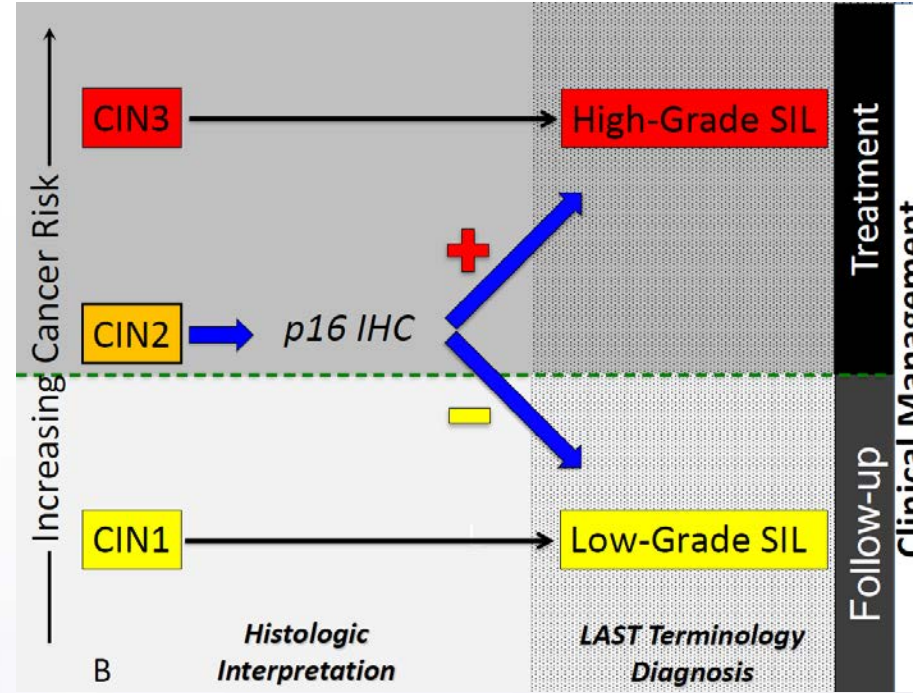 CIN3
High-Grade SIL
CIN2
p16 IHC
CIN1
Low-Grade SIL
Histologic
Interpretation
LAST Terminology
Diagnosis
B
Increasing Cancer Risk
Treatment
Follow-up
Clinical Management